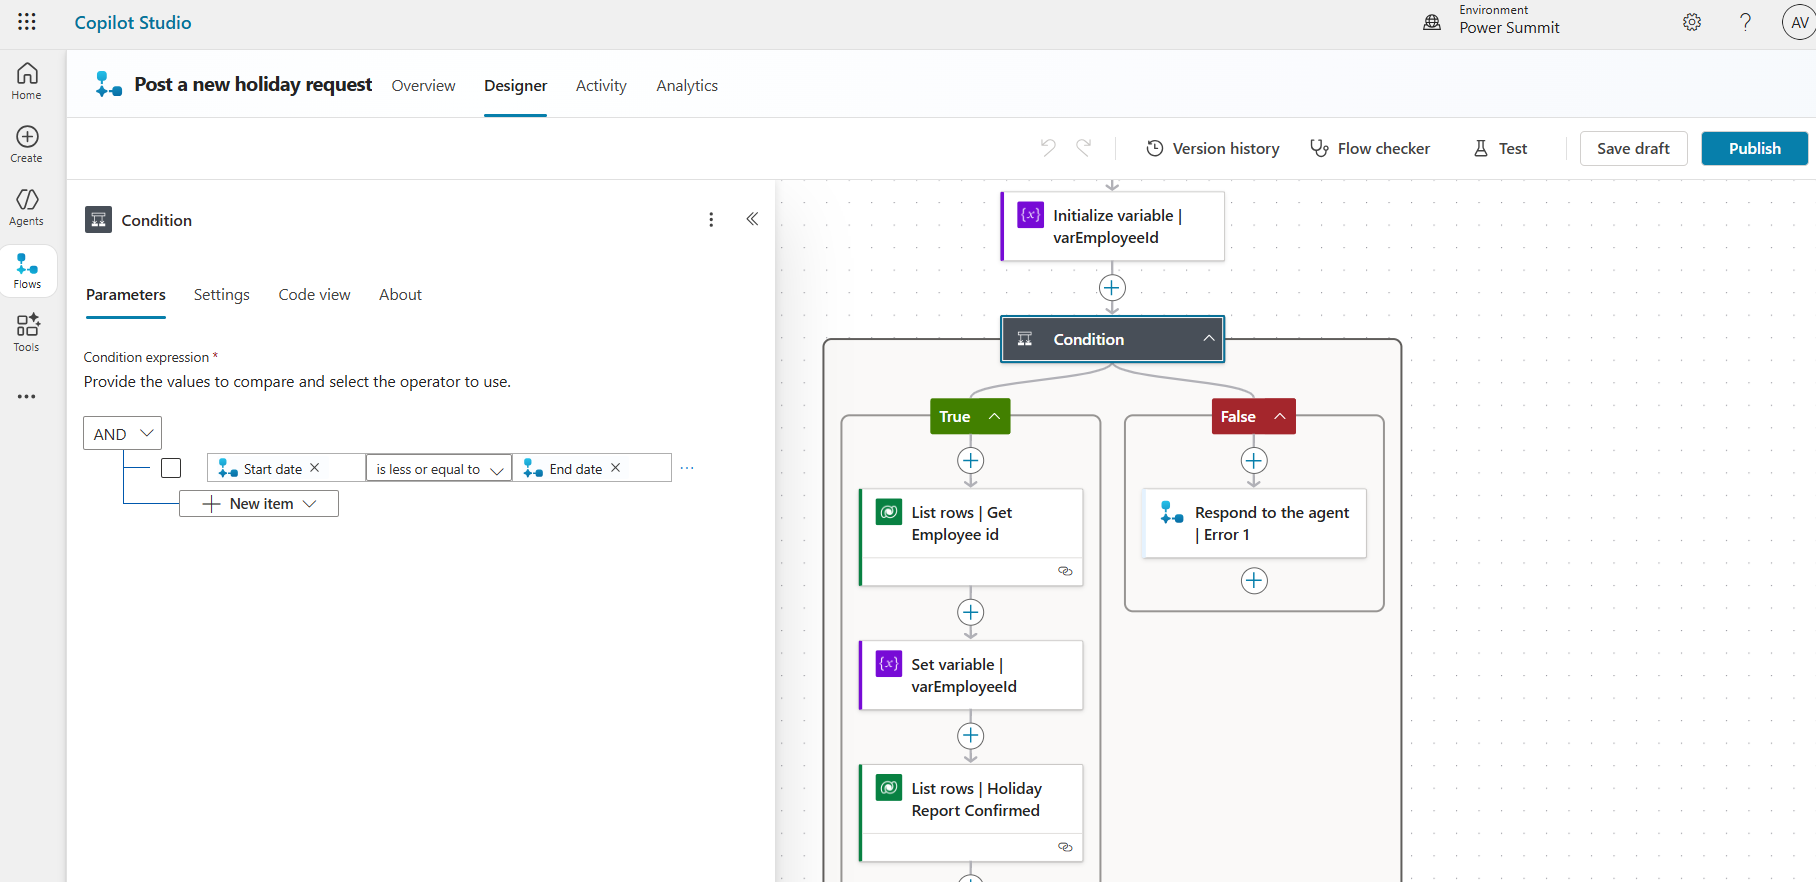 Copilot Studio
Environment
Power Summit
AV
Home
Create
Agents
Flows
Tools
Post a new holiday request
Overview
Designer
Activity
Analytics
Version history
Flow checker
Test
Save draft
Publish
Condition
Parameters
Settings
Code view
About
Condition expression *
Provide the values to compare and select the operator to use.
AND
Start date
is less or equal to
End date
New item
Initialize variable |
varEmployeeId
Condition
True
False
List rows | Get
Employee id
Respond to the agent
| Error 1
Set variable |
varEmployeeId
List rows | Holiday
Report Confirmed